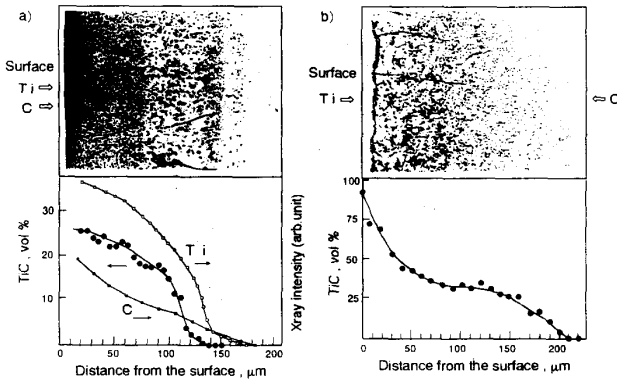 a)
Surface
Ti ⇨
C ⇨
TiC, vol %
30
20
10
Ti
C
0 50 100 150 200
Distance from the surface , μm
Xray intensity (arb.unit)
b)
Surface
Ti ⇨
⇦ C
TiC, vol %
100
75
50
25
0 50 100 150 200
Distance from the surface , μm